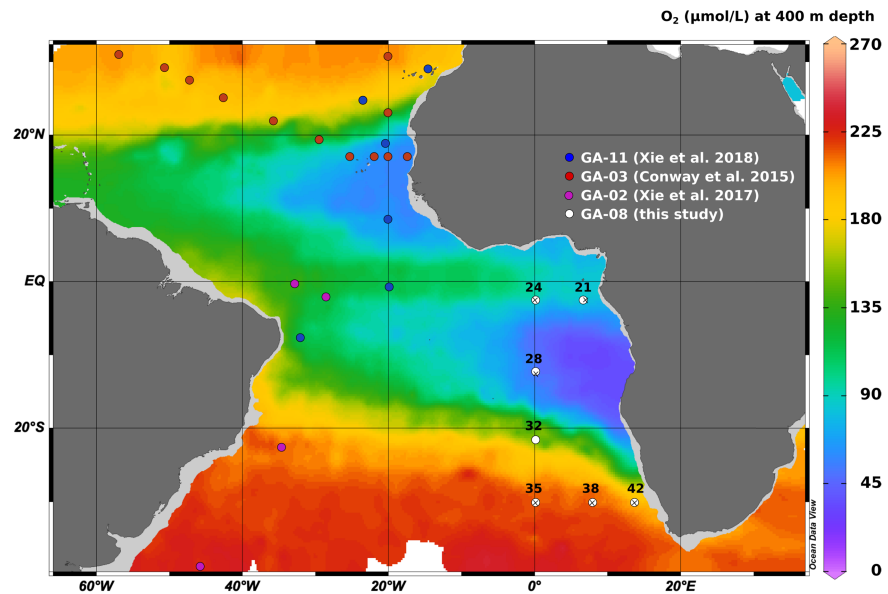 O₂ (μmol/L) at 400 m depth
270
225
180
135
90
45
0
20°N
EQ
20°S
GA-11 (Xie et al. 2018)
GA-03 (Conway et al. 2015)
GA-02 (Xie et al. 2017)
GA-08 (this study)
24 21
28
32
35 38 42
Ocean Data View
60°W 40°W 20°W 0° 20°E